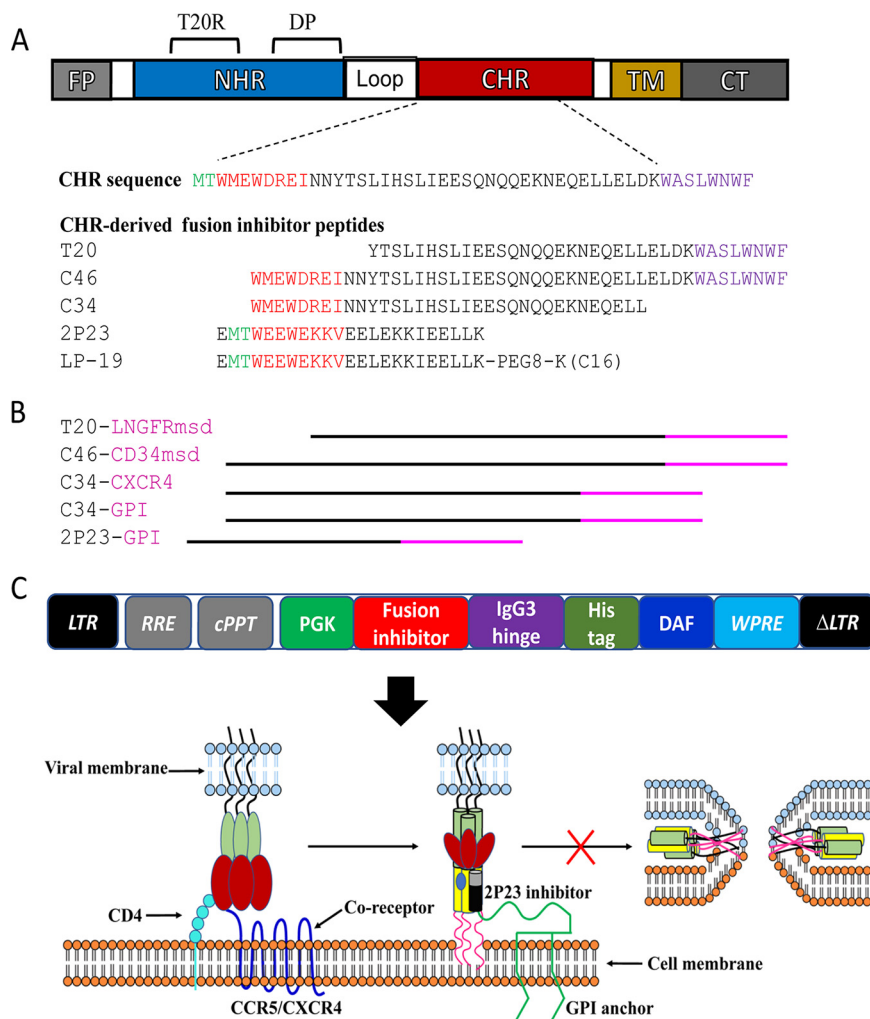 A
T20R DP
FP NHR Loop CHR TM CT
CHR sequence MTWMEWDREINNYTSLIHSLIEESQNQQEKNEQELLELDKWASLWNWF
CHR-derived fusion inhibitor peptides
T20 YTSLIHSLIEESQNQQEKNEQELLELDKWASLWNWF
C46 WMEWDREINNYTSLIHSLIEESQNQQEKNEQELLELDKWASLWNWF
C34 WMEWDREINNYTSLIHSLIEESQNQQEKNEQELL
2P23 EMTWEEWEKKVEELEKKIEELLK
LP-19 EMTWEEWEKKVEELEKKIEELLK-PEG8-K(C16)
B
T20-LNGFRmsd
C46-CD34msd
C34-CXCR4
C34-GPI
2P23-GPI
C
LTR RRE cPPT PGK Fusion inhibitor IgG3 hinge His tag DAF WPRE ΔLTR
Viral membrane
2P23 inhibitor
CD4
Co-receptor
Cell membrane
CCR5/CXCR4
GPI anchor